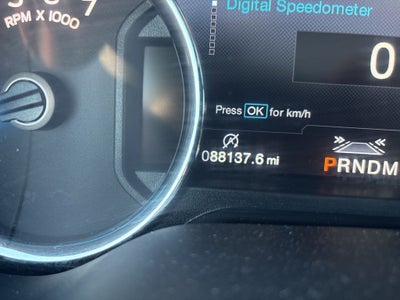 Digital Speedometer
RPM X 1000
0
Press OK for km/h
088137.6 mi
PRNDM